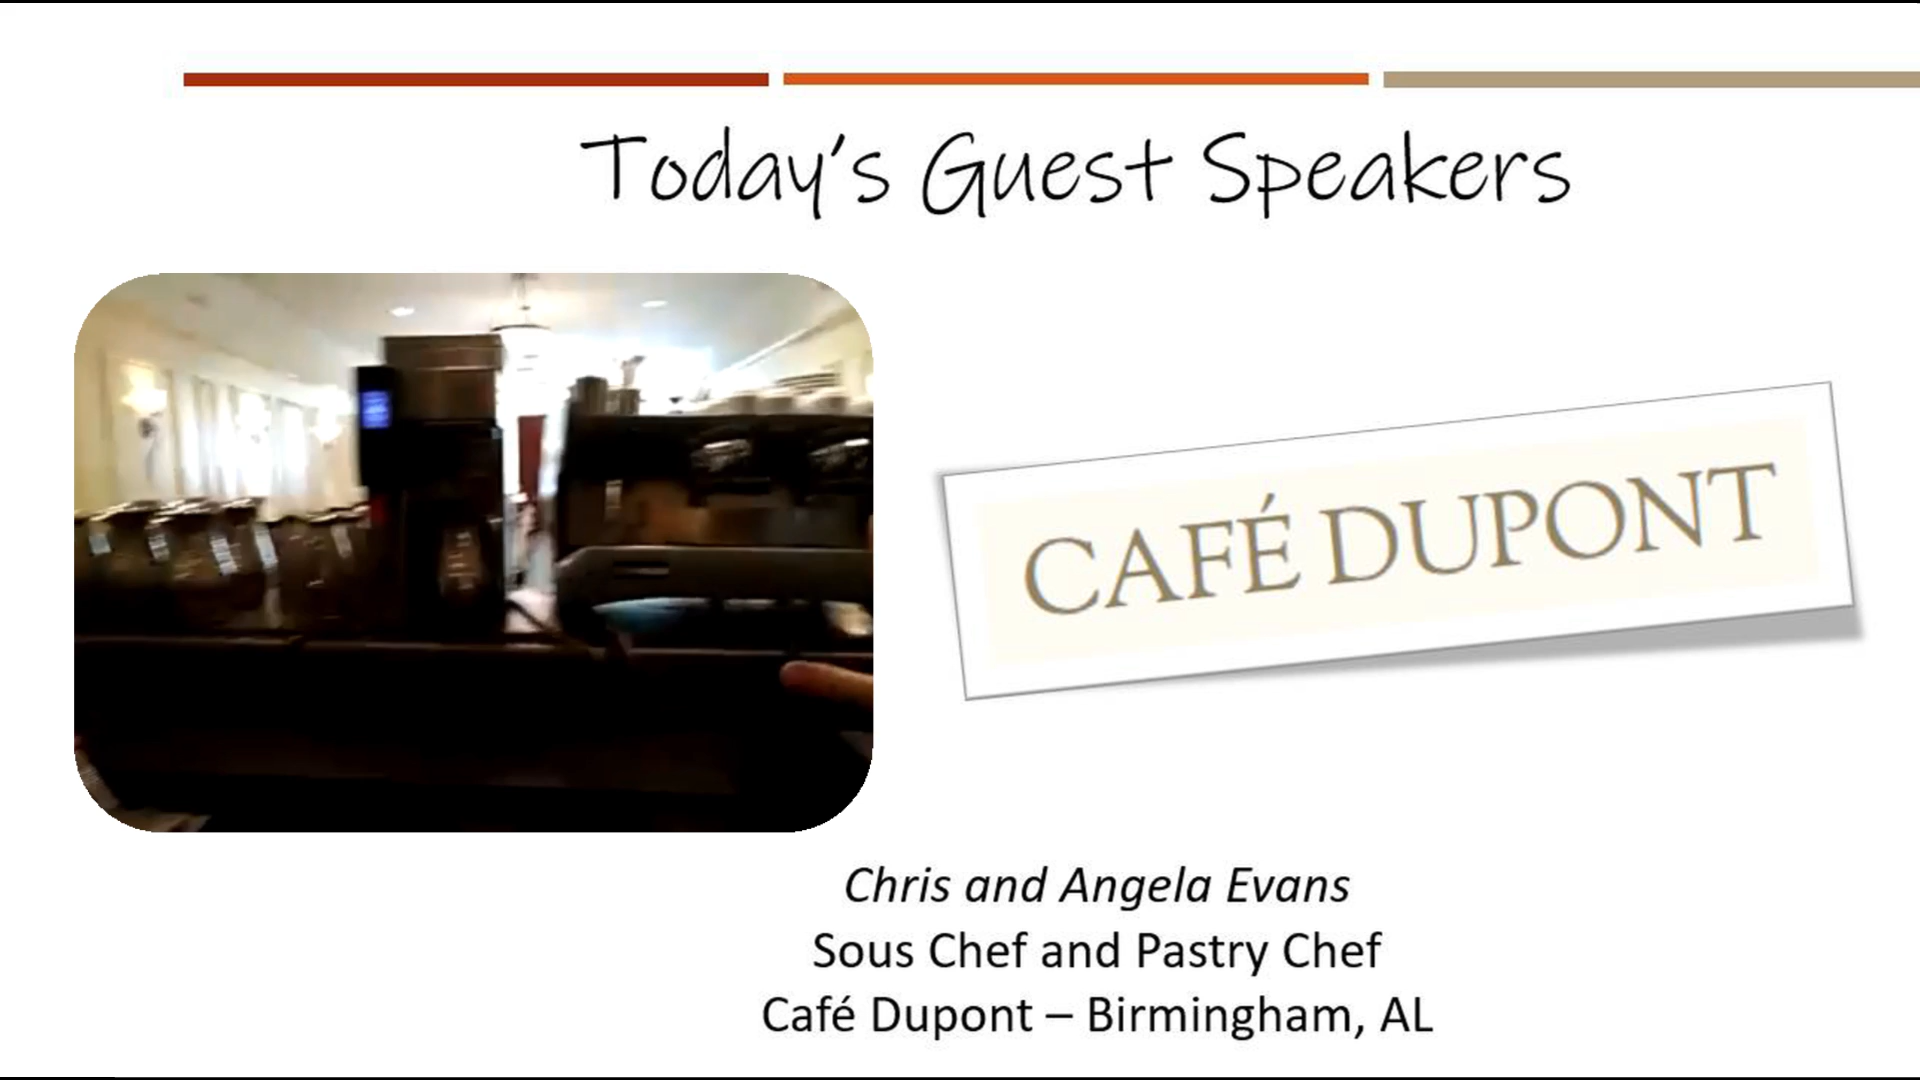 Today's Guest Speakers
CAFÉ DUPONT
Chris and Angela Evans
Sous Chef and Pastry Chef
Café Dupont – Birmingham, AL